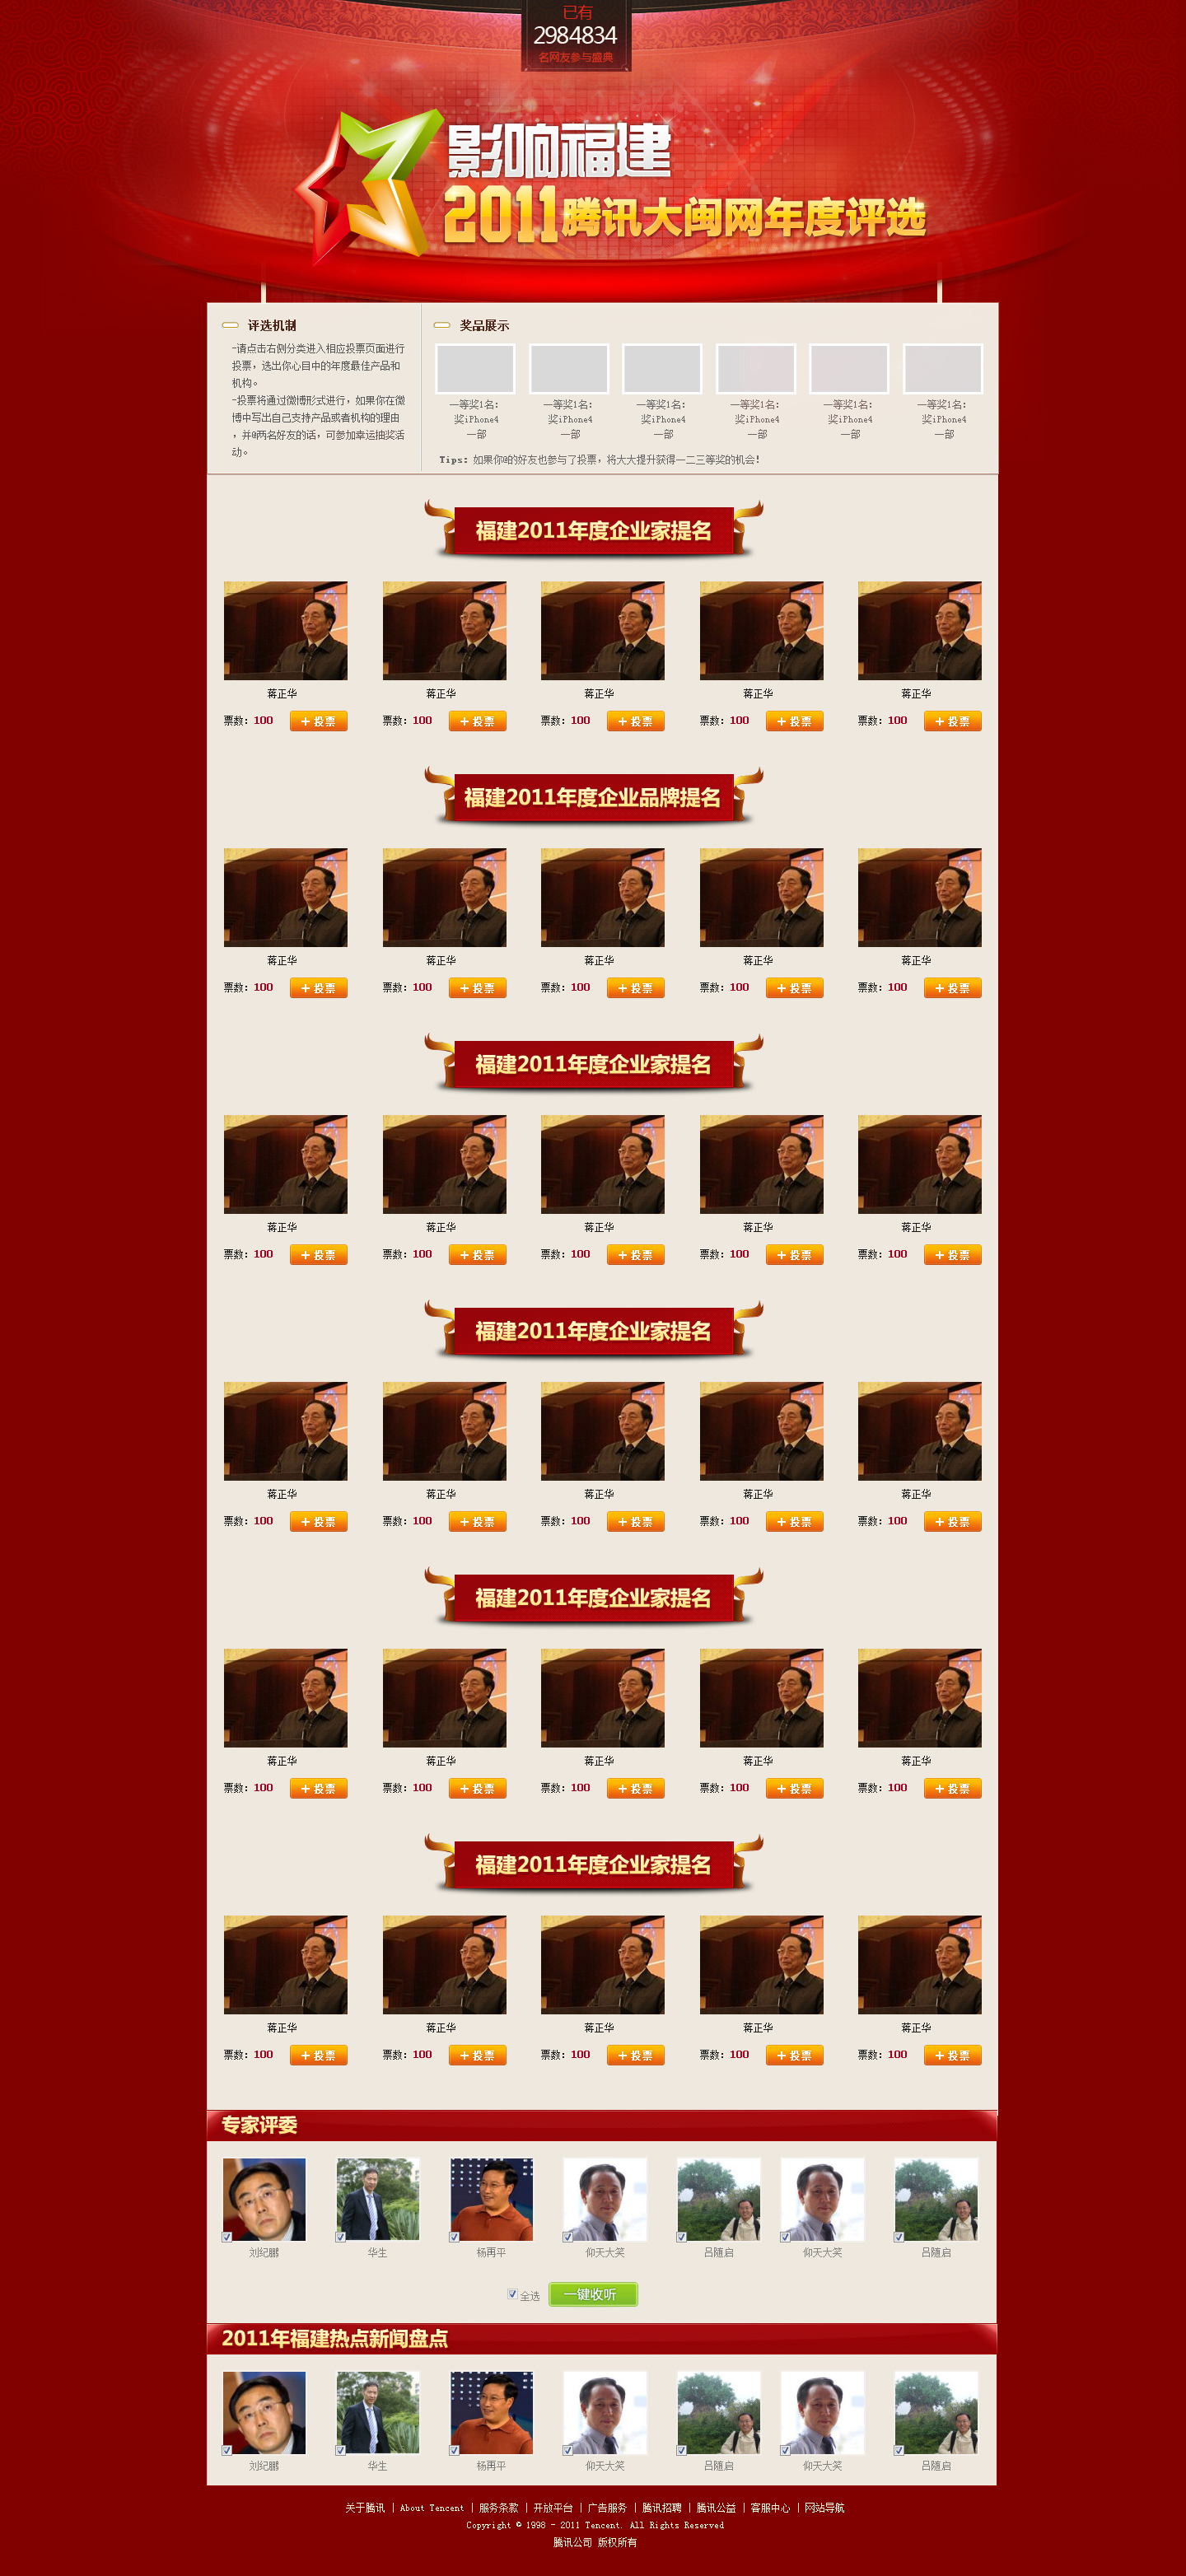 已有
2984834
名网友参与盛典
影响福建
2011腾讯大闽网年度评选
评选机制
-请点击右侧分类进入相应投票页面进行
投票，选出你心目中的年度最佳产品和
机构。
-投票将通过微博形式进行，如果你在微
博中写出自己支持产品或者机构的理由
，并@两名好友的话，可参加幸运抽奖活
动。
奖品展示
一等奖1名： 一等奖1名： 一等奖1名： 一等奖1名： 一等奖1名： 一等奖1名：
奖iPhone4 奖iPhone4 奖iPhone4 奖iPhone4 奖iPhone4 奖iPhone4
一部 一部 一部 一部 一部 一部
Tips: 如果你@的好友也参与了投票，将大大提升获得一二三等奖的机会!
福建2011年度企业家提名
蒋正华 蒋正华 蒋正华 蒋正华 蒋正华
票数: 100 + 投票 票数: 100 + 投票 票数: 100 + 投票 票数: 100 + 投票 票数: 100 + 投票
福建2011年度企业品牌提名
蒋正华 蒋正华 蒋正华 蒋正华 蒋正华
票数: 100 + 投票 票数: 100 + 投票 票数: 100 + 投票 票数: 100 + 投票 票数: 100 + 投票
福建2011年度企业家提名
蒋正华 蒋正华 蒋正华 蒋正华 蒋正华
票数: 100 + 投票 票数: 100 + 投票 票数: 100 + 投票 票数: 100 + 投票 票数: 100 + 投票
福建2011年度企业家提名
蒋正华 蒋正华 蒋正华 蒋正华 蒋正华
票数: 100 + 投票 票数: 100 + 投票 票数: 100 + 投票 票数: 100 + 投票 票数: 100 + 投票
福建2011年度企业家提名
蒋正华 蒋正华 蒋正华 蒋正华 蒋正华
票数: 100 + 投票 票数: 100 + 投票 票数: 100 + 投票 票数: 100 + 投票 票数: 100 + 投票
福建2011年度企业家提名
蒋正华 蒋正华 蒋正华 蒋正华 蒋正华
票数: 100 + 投票 票数: 100 + 投票 票数: 100 + 投票 票数: 100 + 投票 票数: 100 + 投票
专家评委
刘纪鹏 华生 杨再平 仰天大笑 吕随启 仰天大笑 吕随启
全选 一键收听
2011年福建热点新闻盘点
刘纪鹏 华生 杨再平 仰天大笑 吕随启 仰天大笑 吕随启
关于腾讯 | About Tencent | 服务条款 | 开放平台 | 广告服务 | 腾讯招聘 | 腾讯公益 | 客服中心 | 网站导航
Copyright © 1998 - 2011 Tencent. All Rights Reserved
腾讯公司 版权所有